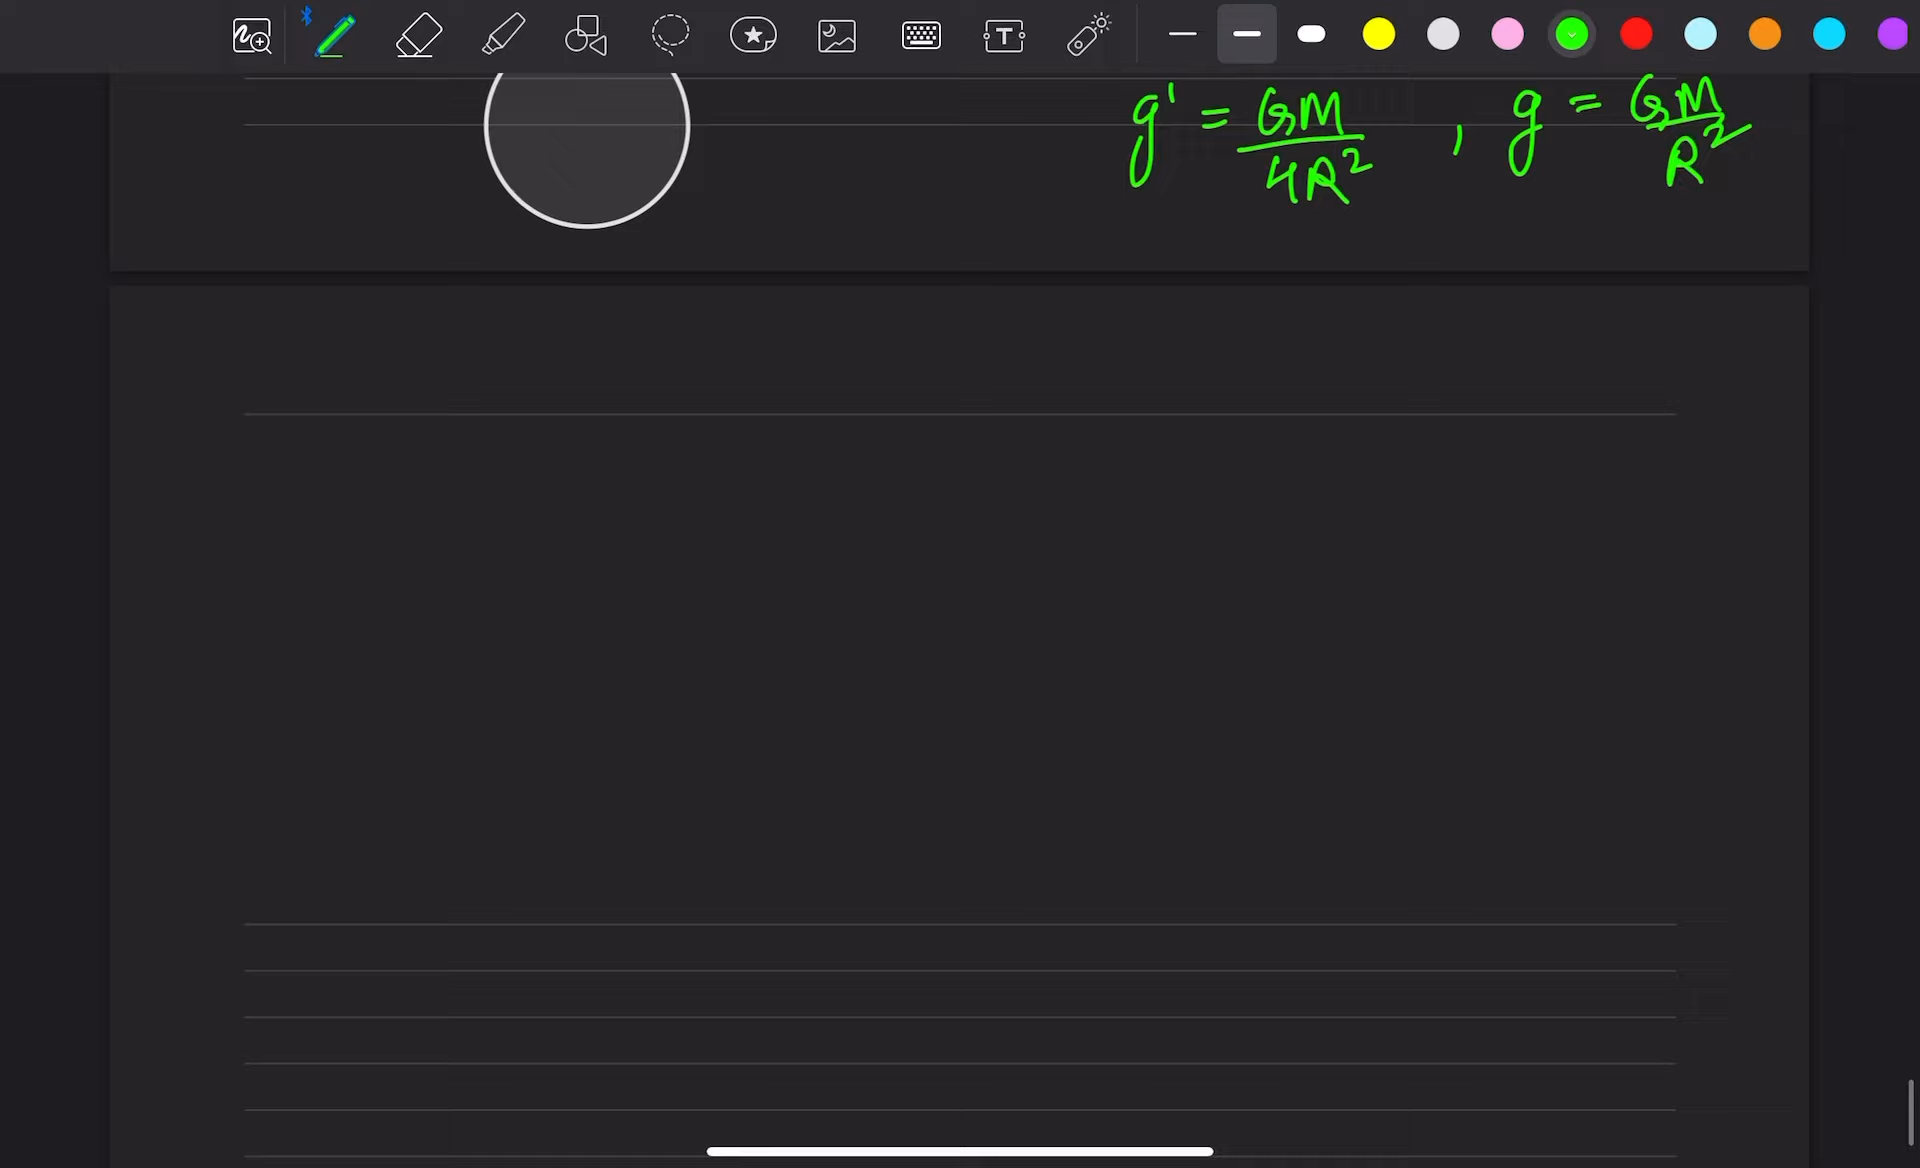 g' = GM/4R² , g = GM/R²